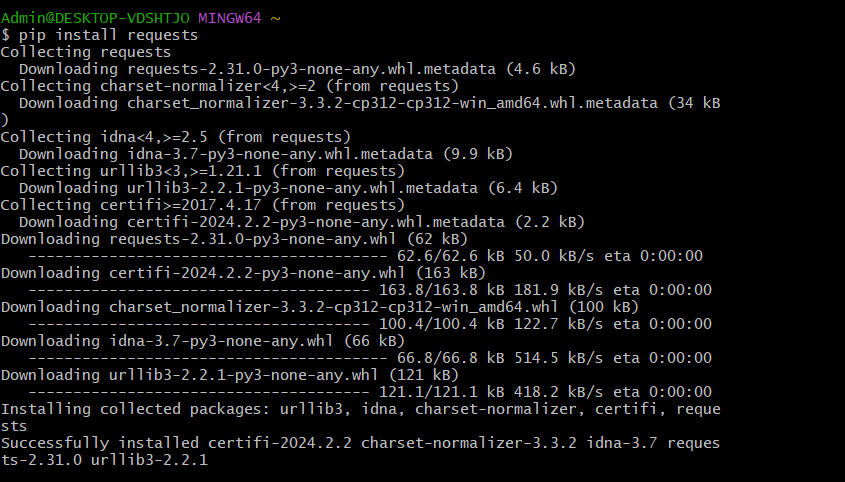 Admin@DESKTOP-VDSHTJO MINGW64 ~
$ pip install requests
Collecting requests
  Downloading requests-2.31.0-py3-none-any.whl.metadata (4.6 kB)
Collecting charset-normalizer<4,>=2 (from requests)
  Downloading charset_normalizer-3.3.2-cp312-cp312-win_amd64.whl.metadata (34 kB
)
Collecting idna<4,>=2.5 (from requests)
  Downloading idna-3.7-py3-none-any.whl.metadata (9.9 kB)
Collecting urllib3<3,>=1.21.1 (from requests)
  Downloading urllib3-2.2.1-py3-none-any.whl.metadata (6.4 kB)
Collecting certifi>=2017.4.17 (from requests)
  Downloading certifi-2024.2.2-py3-none-any.whl.metadata (2.2 kB)
Downloading requests-2.31.0-py3-none-any.whl (62 kB)
   ---------------------------------------- 62.6/62.6 kB 50.0 kB/s eta 0:00:00
Downloading certifi-2024.2.2-py3-none-any.whl (163 kB)
   -------------------------------------- 163.8/163.8 kB 181.9 kB/s eta 0:00:00
Downloading charset_normalizer-3.3.2-cp312-cp312-win_amd64.whl (100 kB)
   -------------------------------------- 100.4/100.4 kB 122.7 kB/s eta 0:00:00
Downloading idna-3.7-py3-none-any.whl (66 kB)
   ---------------------------------------- 66.8/66.8 kB 514.5 kB/s eta 0:00:00
Downloading urllib3-2.2.1-py3-none-any.whl (121 kB)
   -------------------------------------- 121.1/121.1 kB 418.2 kB/s eta 0:00:00
Installing collected packages: urllib3, idna, charset-normalizer, certifi, reque
sts
Successfully installed certifi-2024.2.2 charset-normalizer-3.3.2 idna-3.7 reques
ts-2.31.0 urllib3-2.2.1